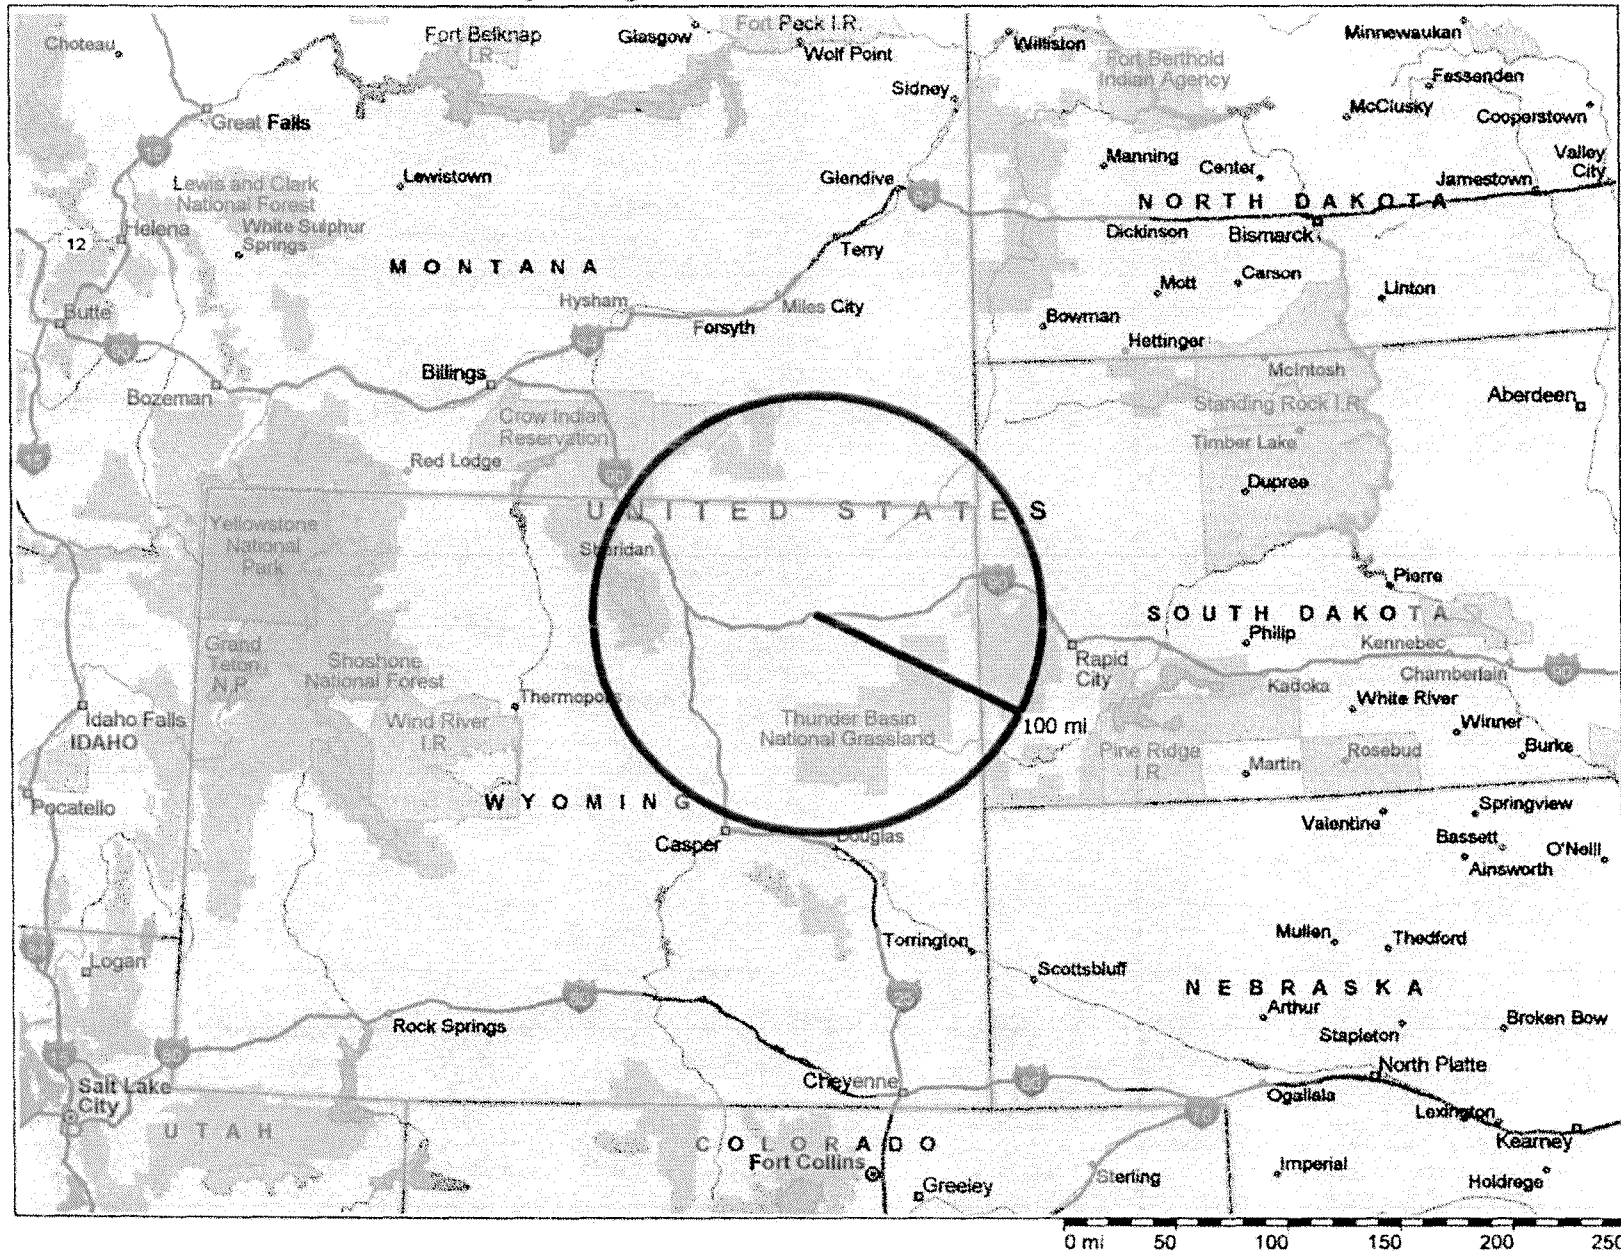 Choteau
Fort Belknap
I.R.
Glasgow
Fort Peck I.R.
Wolf Point
Williston
Minnewaukan
Fort Berthold
Indian Agency
Fessenden
Sidney
McClusky
Cooperstown
Great Falls
Manning
Center
Valley
City
Lewistown
Glendive
Jamestown
Lewis and Clark
National Forest
NORTH DAKOTA
Helena
White Sulphur
Springs
12
Terry
Dickinson
Bismarck
MONTANA
Mott
Carson
Linton
Hysham
Miles City
Butte
Forsyth
Bowman
Hettinger
Billings
McIntosh
Bozeman
Aberdeen
Crow Indian
Reservation
Standing Rock I.R.
Timber Lake
Red Lodge
Dupree
UNITED STATES
Yellowstone
National
Park
Sheridan
Pierre
SOUTH DAKOTA
Philip
Kennebec
Grand
Teton
N.P.
Shoshone
National Forest
Rapid
City
Chamberlain
Kadoka
Thermopolis
White River
Idaho Falls
IDAHO
Wind River
I.R.
Thunder Basin
National Grassland
100 mi
Winner
Pine Ridge
I.R.
Martin
Rosebud
Burke
WYOMING
Pocatello
Springview
Valentine
Casper
Douglas
Bassett
O'Neill
Ainsworth
Torrington
Mullen
Thedford
Logan
Scottsbluff
NEBRASKA
80
25
Arthur
Rock Springs
Stapleton
Broken Bow
North Platte
Salt Lake
City
Cheyenne
Ogallala
Lexington
UTAH
COLORADO
Kearney
Fort Collins
Sterling
Imperial
Greeley
Holdrege
0 mi 50 100 150 200 250